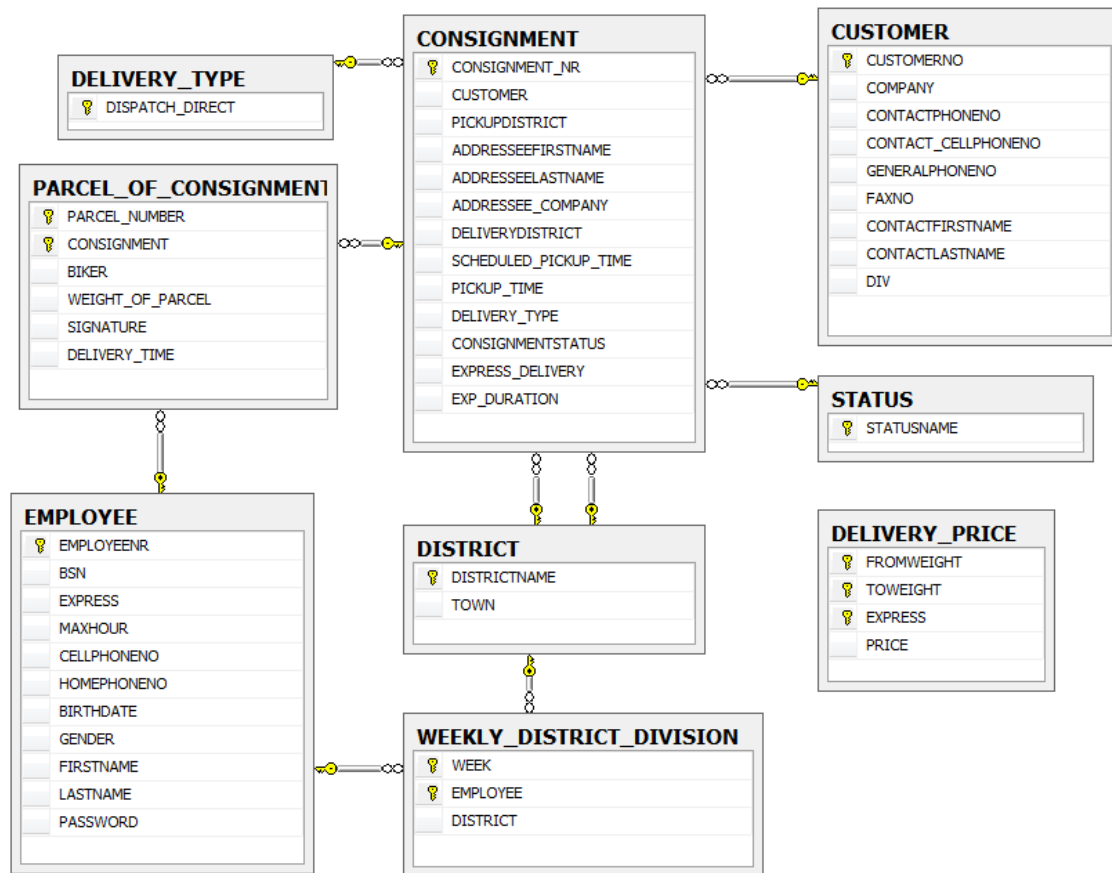 DELIVERY_TYPE
DISPATCH_DIRECT
PARCEL_OF_CONSIGNMENT
PARCEL_NUMBER
CONSIGNMENT
BIKER
WEIGHT_OF_PARCEL
SIGNATURE
DELIVERY_TIME
CONSIGNMENT
CONSIGNMENT_NR
CUSTOMER
PICKUPDISTRICT
ADDRESSEEFIRSTNAME
ADDRESSEELASTNAME
ADDRESSEE_COMPANY
DELIVERYDISTRICT
SCHEDULED_PICKUP_TIME
PICKUP_TIME
DELIVERY_TYPE
CONSIGNMENTSTATUS
EXPRESS_DELIVERY
EXP_DURATION
CUSTOMER
CUSTOMERNO
COMPANY
CONTACTPHONENO
CONTACT_CELLPHONENO
GENERALPHONENO
FAXNO
CONTACTFIRSTNAME
CONTACTLASTNAME
DIV
STATUS
STATUSNAME
EMPLOYEE
EMPLOYEENR
BSN
EXPRESS
MAXHOUR
CELLPHONENO
HOMEPHONENO
BIRTHDATE
GENDER
FIRSTNAME
LASTNAME
PASSWORD
DISTRICT
DISTRICTNAME
TOWN
DELIVERY_PRICE
FROMWEIGHT
TOWEIGHT
EXPRESS
PRICE
WEEKLY_DISTRICT_DIVISION
WEEK
EMPLOYEE
DISTRICT